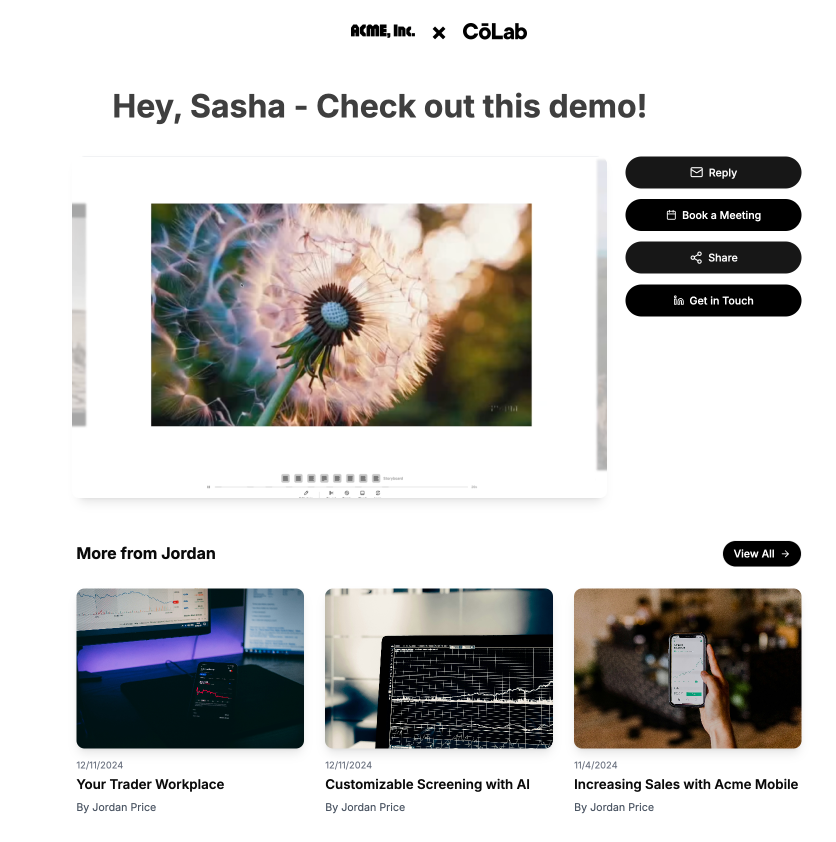 ACME, Inc. × CōLab
Hey, Sasha - Check out this demo!
Reply
Book a Meeting
Share
Get in Touch
Storyboard
More from Jordan
View All →
12/11/2024
Your Trader Workplace
By Jordan Price
12/11/2024
Customizable Screening with AI
By Jordan Price
11/4/2024
Increasing Sales with Acme Mobile
By Jordan Price